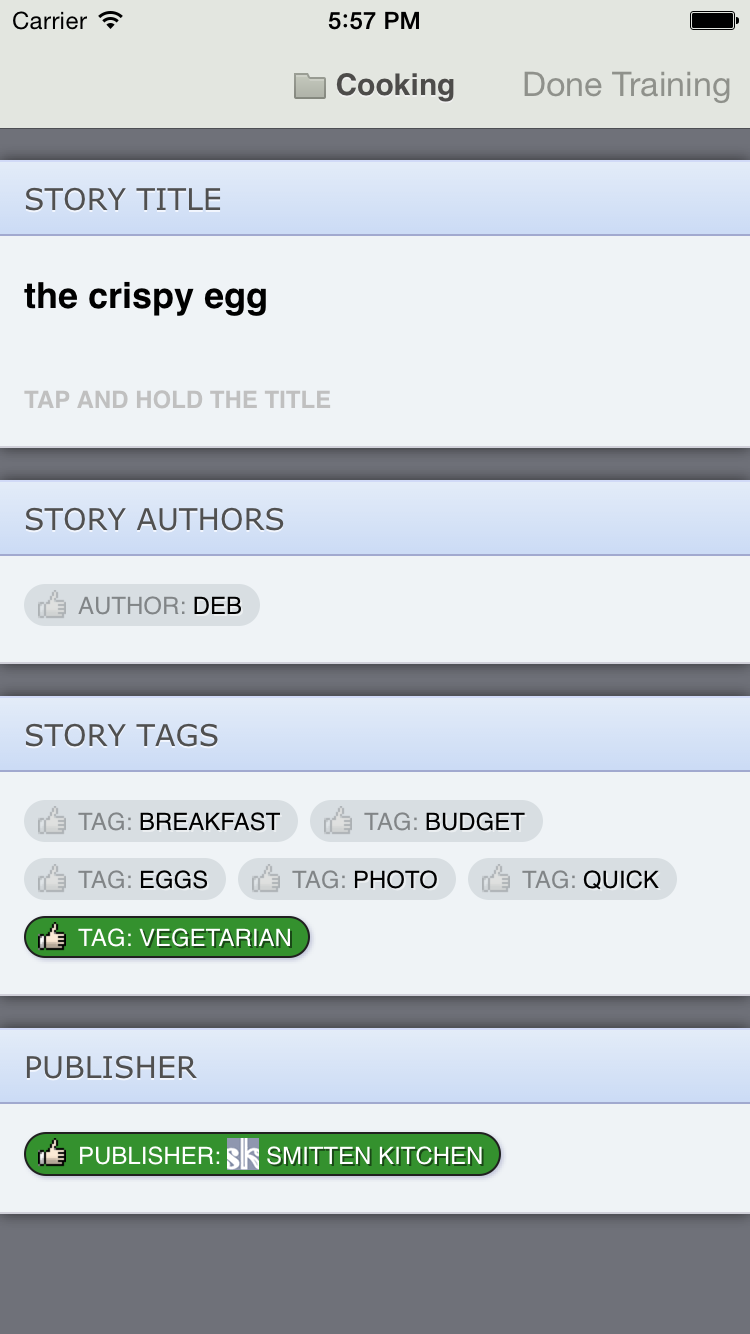 Carrier 5:57 PM
Cooking Done Training
STORY TITLE
the crispy egg
TAP AND HOLD THE TITLE
STORY AUTHORS
AUTHOR: DEB
STORY TAGS
TAG: BREAKFAST TAG: BUDGET
TAG: EGGS TAG: PHOTO TAG: QUICK
TAG: VEGETARIAN
PUBLISHER
PUBLISHER: sk SMITTEN KITCHEN